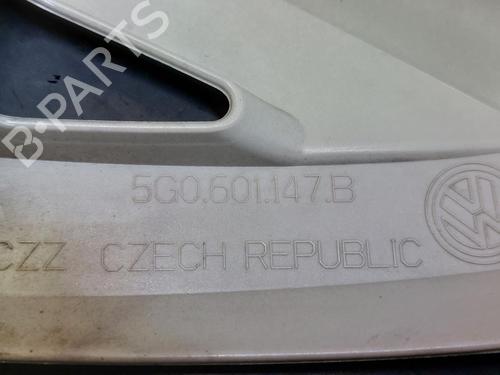 B-PARTS
5G0.601.147.B
CZZ CZECH REPUBLIC